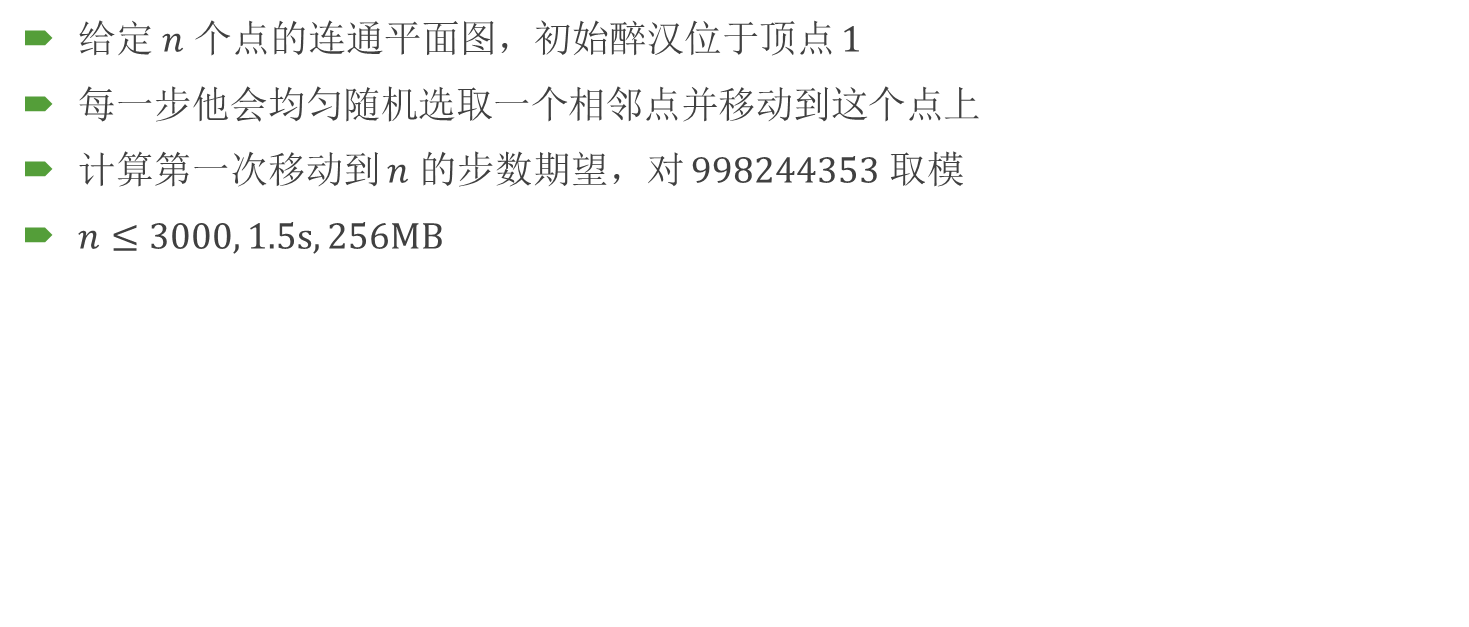 给定 n 个点的连通平面图，初始醉汉位于顶点 1
每一步他会均匀随机选取一个相邻点并移动到这个点上
计算第一次移动到 n 的步数期望，对 998244353 取模
n ≤ 3000, 1.5s, 256MB